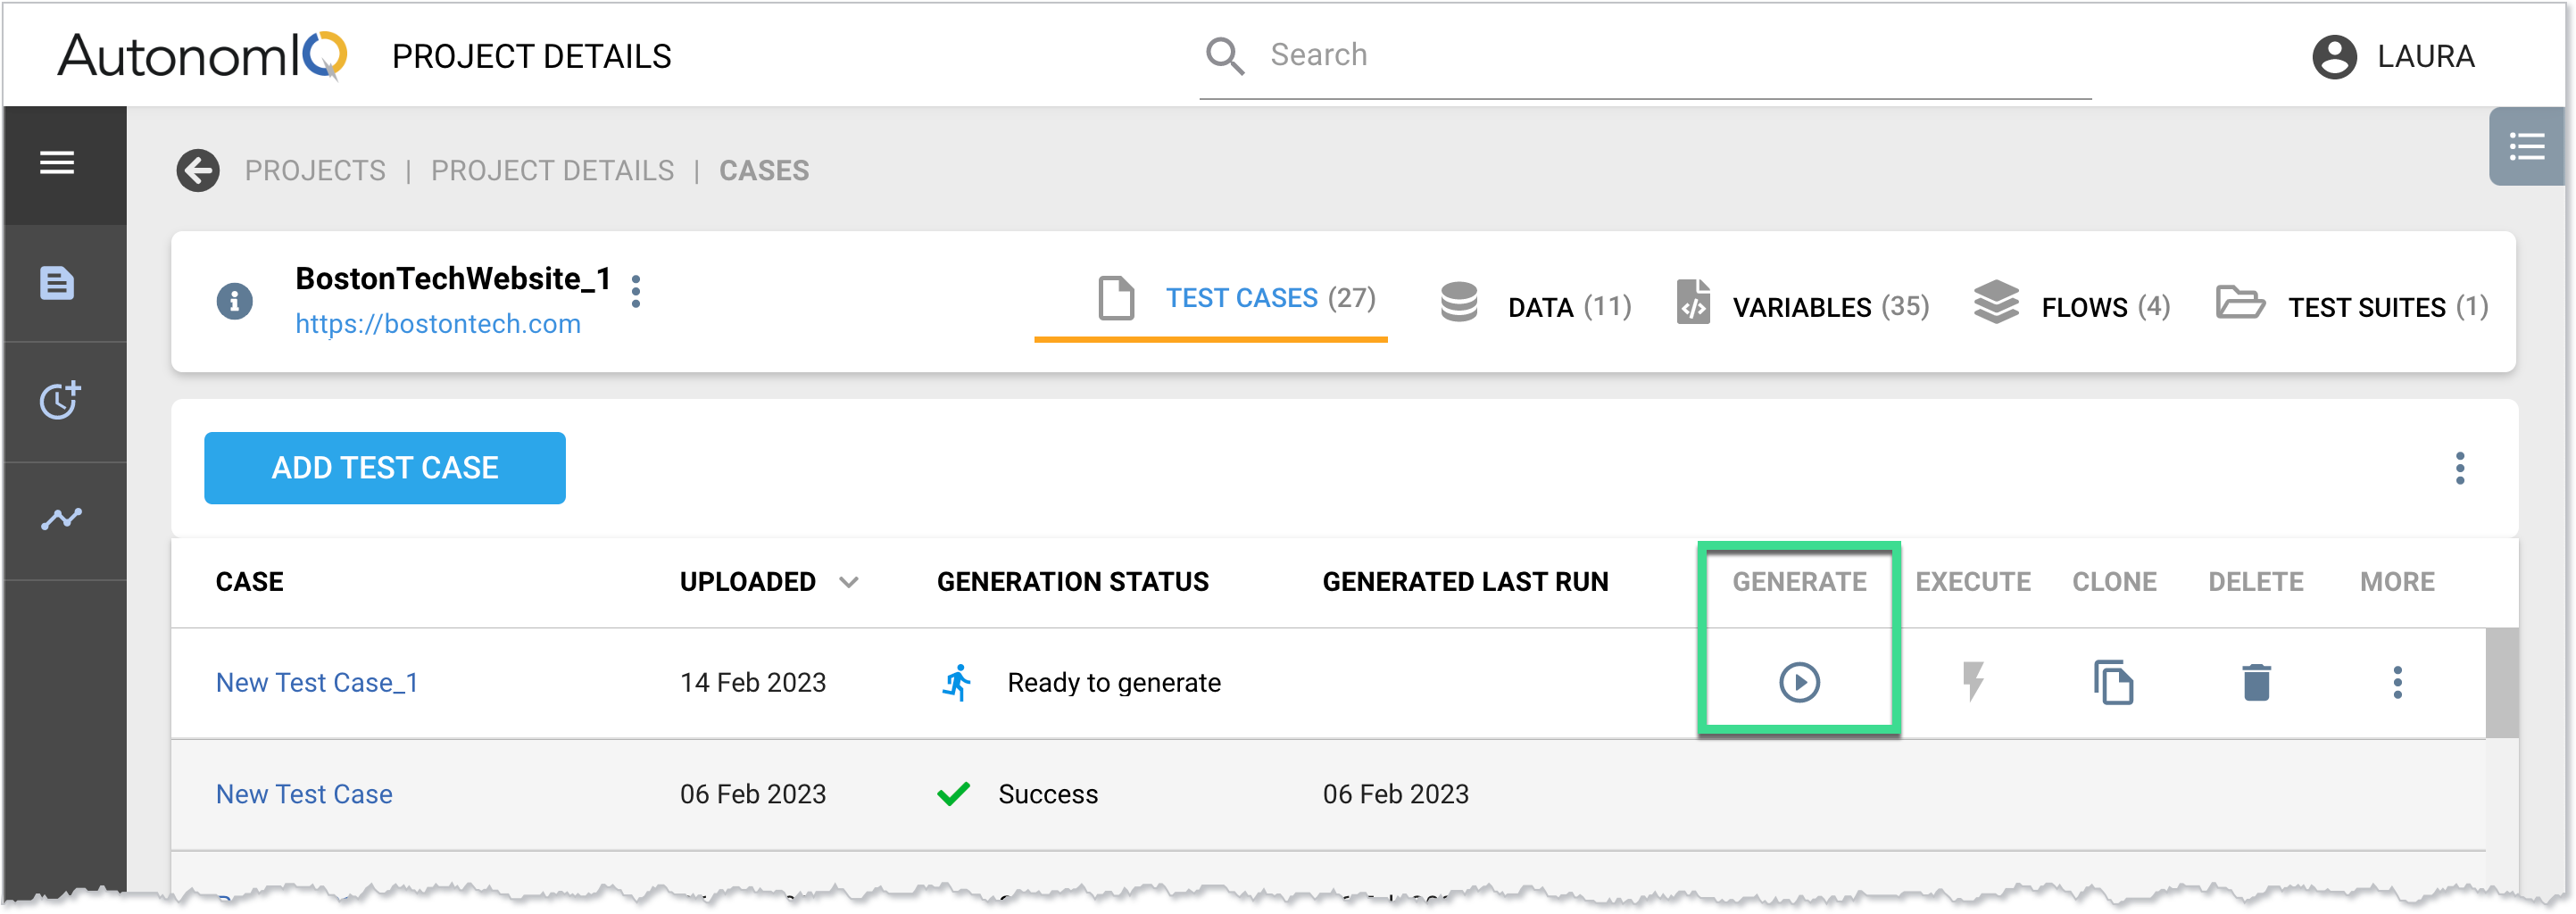 AutonomIQ PROJECT DETAILS Search LAURA
PROJECTS | PROJECT DETAILS | CASES
BostonTechWebsite_1
https://bostontech.com
TEST CASES (27) DATA (11) VARIABLES (35) FLOWS (4) TEST SUITES (1)
ADD TEST CASE
CASE UPLOADED GENERATION STATUS GENERATED LAST RUN GENERATE EXECUTE CLONE DELETE MORE
New Test Case_1 14 Feb 2023 Ready to generate
New Test Case 06 Feb 2023 Success 06 Feb 2023